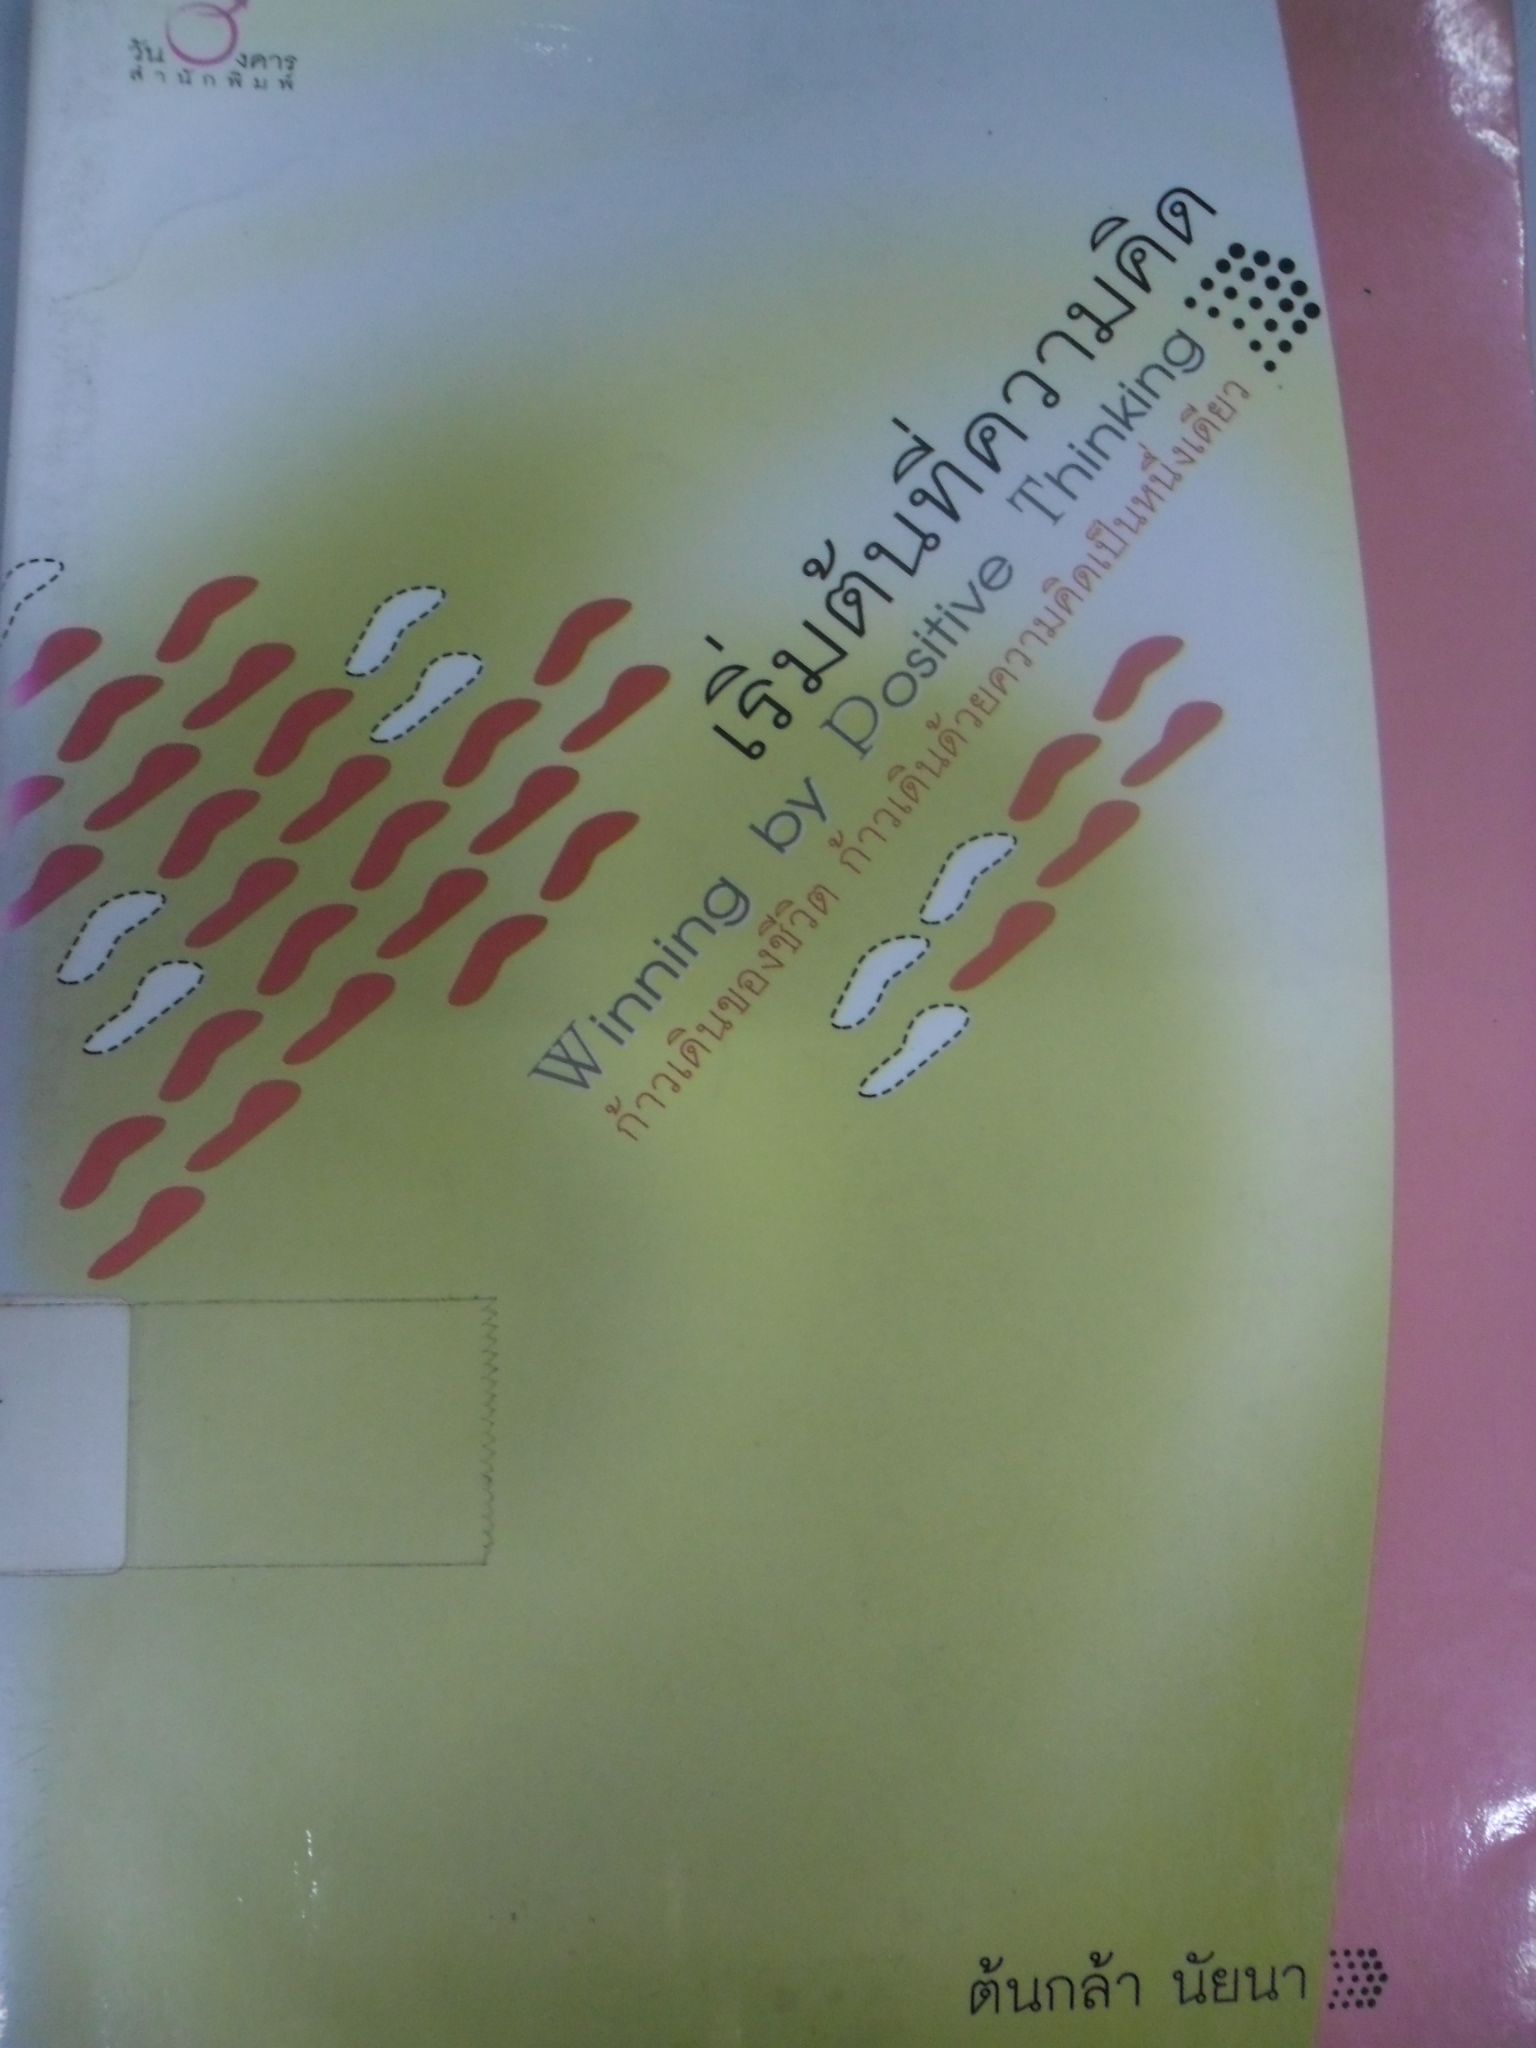 วันอังคาร
สำนักพิมพ์
เริ่มต้นที่ความคิด
Winning by Positive Thinking
ก้าวเดินของชีวิต ก้าวเดินด้วยความคิดเป็นหนึ่งเดียว
ต้นกล้า นัยนา